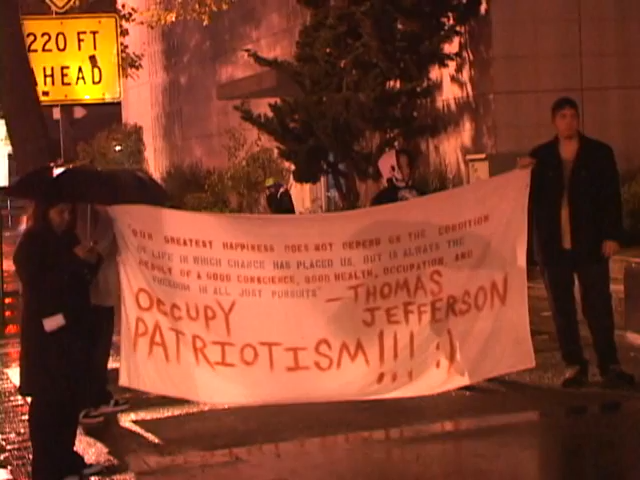 220 FT
AHEAD
"OUR GREATEST HAPPINESS DOES NOT DEPEND ON THE CONDITION
OF LIFE IN WHICH CHANCE HAS PLACED US, BUT IS ALWAYS THE
RESULT OF A GOOD CONSCIENCE, GOOD HEALTH, OCCUPATION, AND
FREEDOM IN ALL JUST PURSUITS"
—THOMAS
JEFFERSON
OCCUPY
PATRIOTISM!!! :)